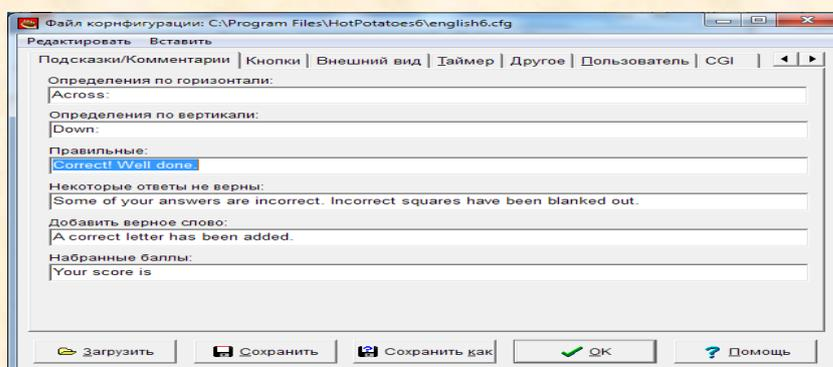 Файл корнфигурации: C:\Program Files\HotPotatoes6\english6.cfg
Редактировать Вставить
Подсказки/Комментарии Кнопки Внешний вид Таймер Другое Пользователь CGI
Определения по горизонтали:
Across:
Определения по вертикали:
Down:
Правильные:
Correct! Well done.
Некоторые ответы не верны:
Some of your answers are incorrect. Incorrect squares have been blanked out.
Добавить верное слово:
A correct letter has been added.
Набранные баллы:
Your score is
Загрузить Сохранить Сохранить как OK Помощь